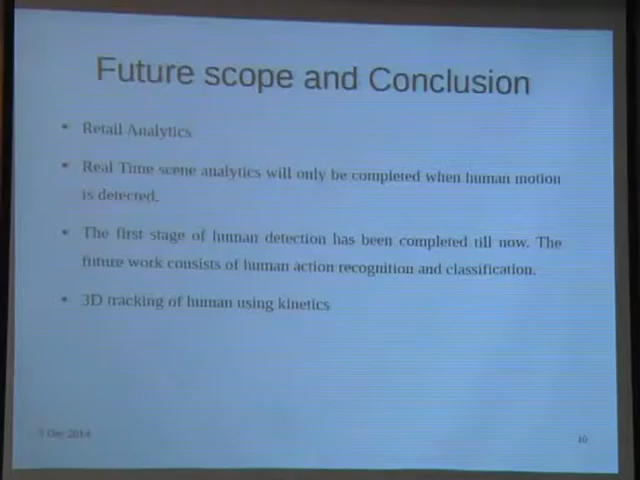 Future scope and Conclusion
• Retail Analytics
• Real Time scene analytics will only be completed when human motion
is detected.
• The first stage of human detection has been completed till now. The
future work consists of human action recognition and classification.
• 3D tracking of human using kinetics
2014
10